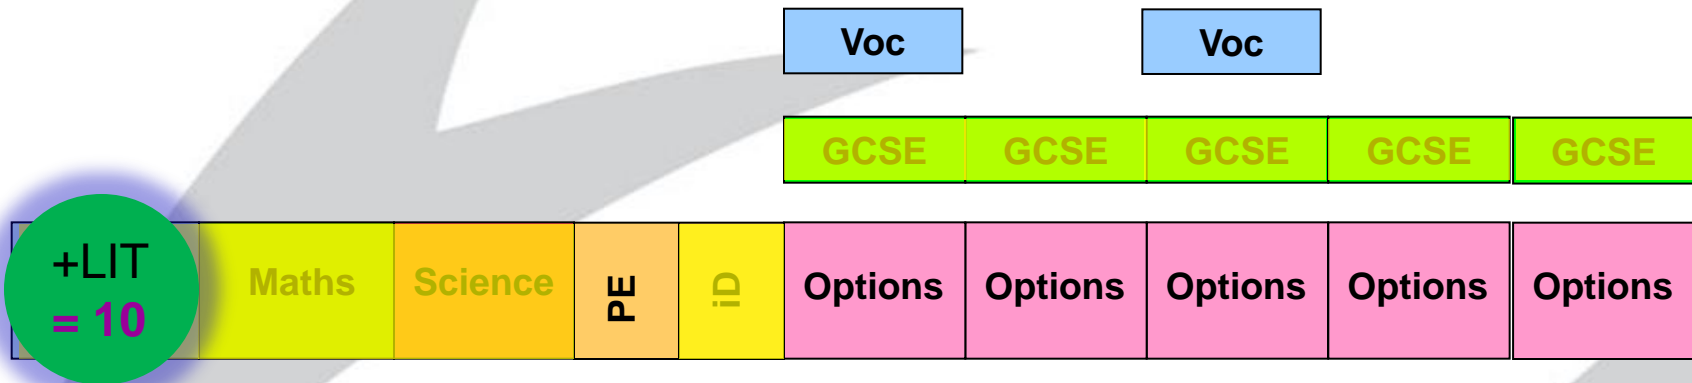 Voc Voc
GCSE GCSE GCSE GCSE GCSE
+LIT
= 10
Maths Science PE iD Options Options Options Options Options